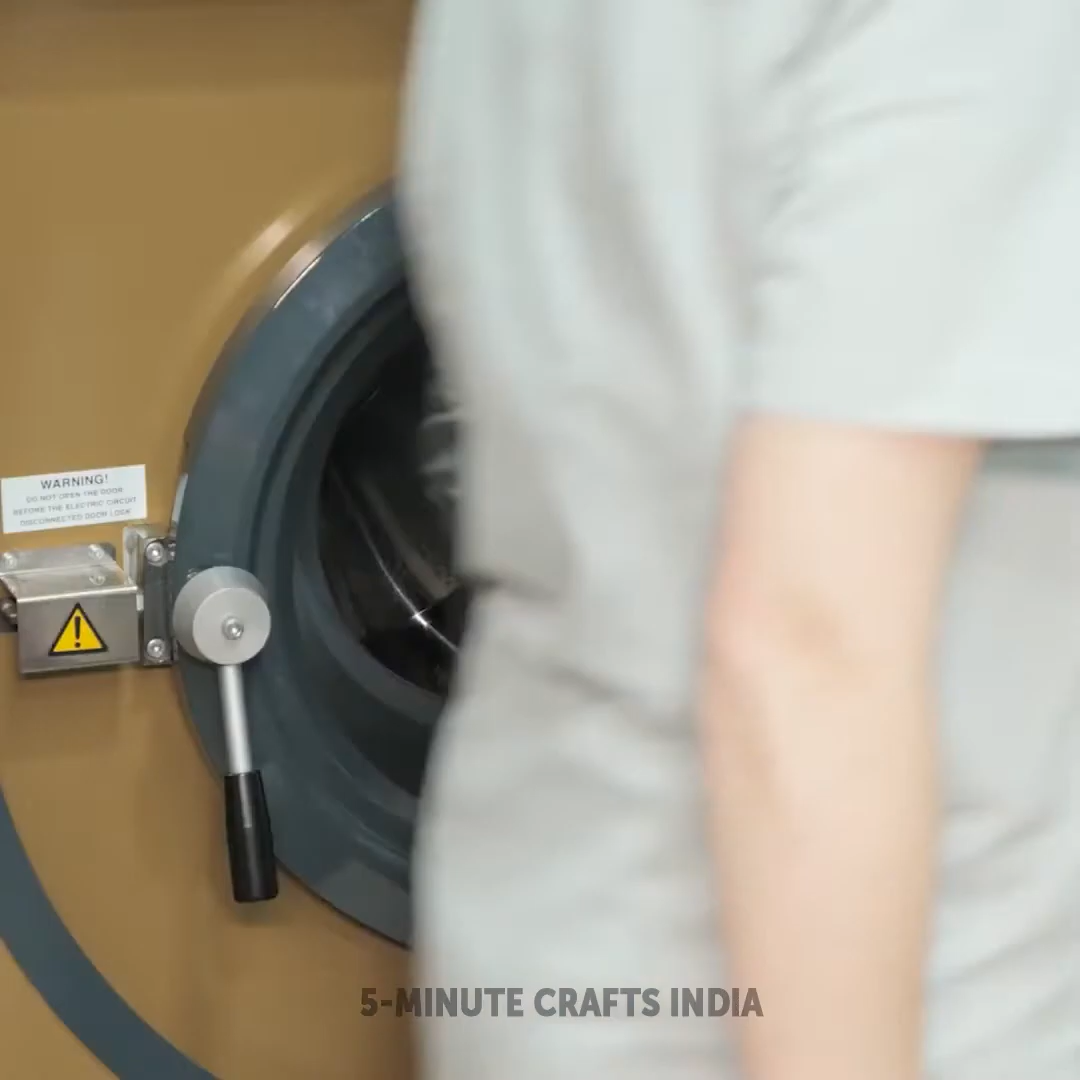 WARNING!
DO NOT OPEN THE DOOR
BEFORE THE ELECTRIC CIRCUIT
DISCONNECTED DOOR LOCK
5-MINUTE CRAFTS INDIA